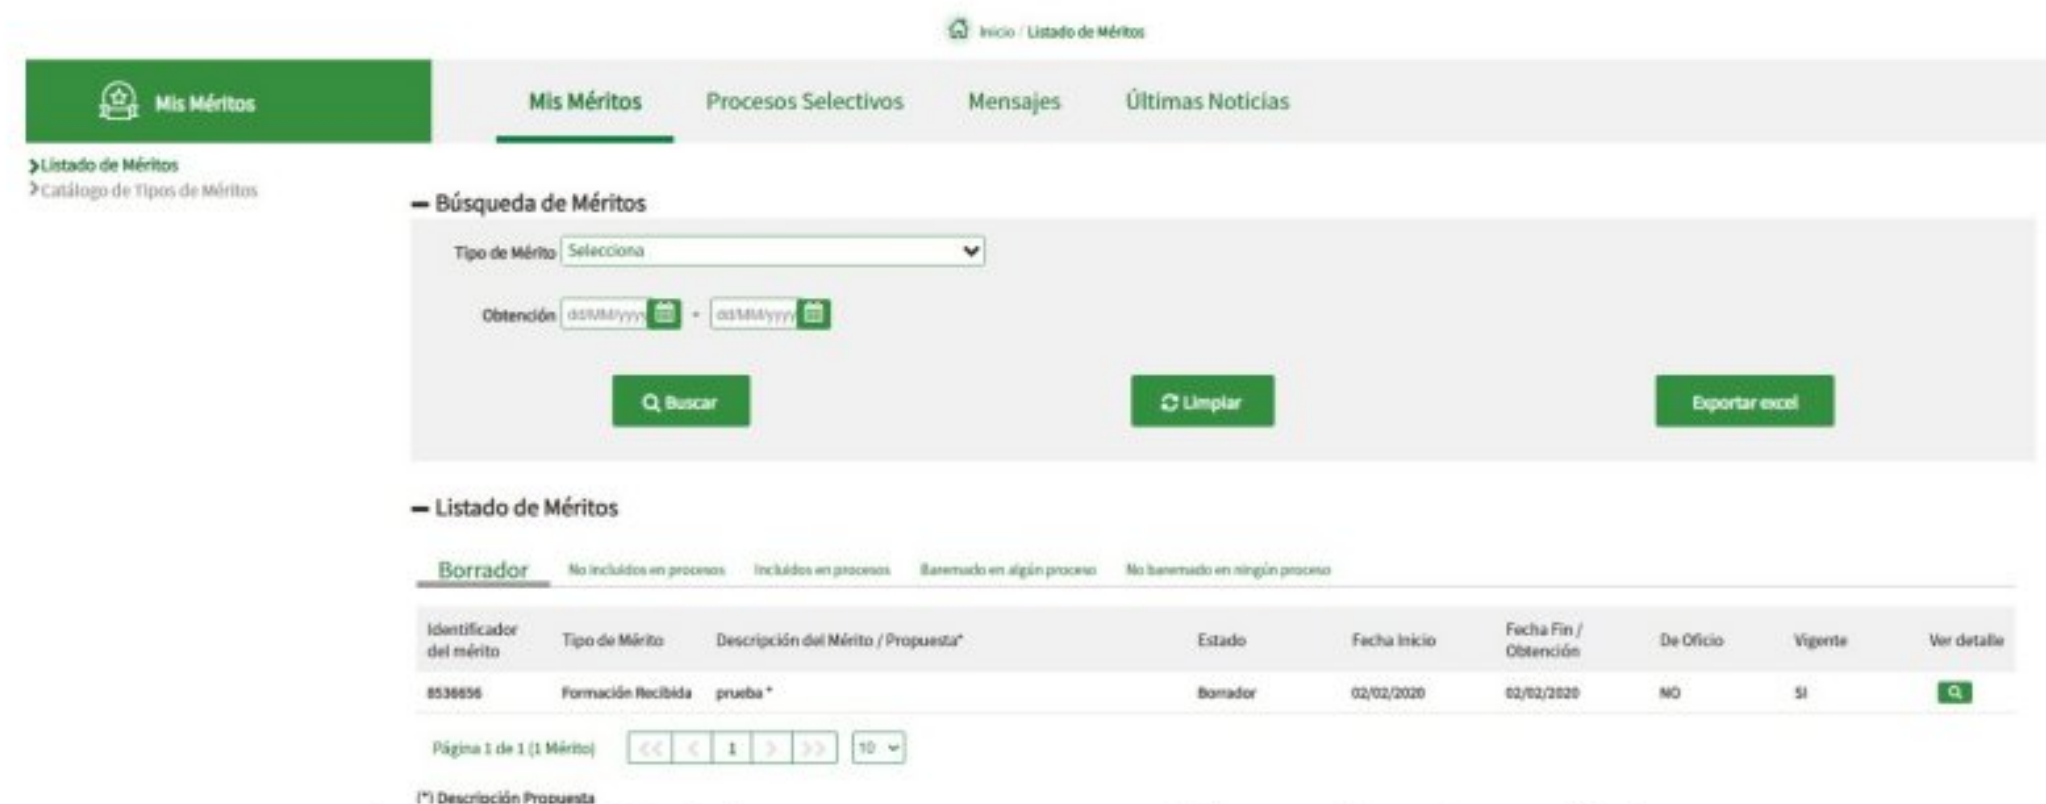 Inicio / Listado de Méritos
Mis Méritos
Mis Méritos Procesos Selectivos Mensajes Últimas Noticias
Listado de Méritos
Catálogo de Tipos de Méritos
Búsqueda de Méritos
Tipo de Mérito Selecciona
Obtención dd/MM/yyyy - dd/MM/yyyy
Buscar Limpiar Exportar excel
Listado de Méritos
Borrador No incluidos en procesos Incluidos en procesos Baremado en algún proceso No baremado en ningún proceso
Identificador del mérito Tipo de Mérito Descripción del Mérito / Propuesta* Estado Fecha Inicio Fecha Fin / Obtención De Oficio Vigente Ver detalle
8536656 Formación Recibida prueba * Borrador 02/02/2020 02/02/2020 NO SI
Página 1 de 1 (1 Mérito) << < 1 > >> 10
(*) Descripción Propuesta